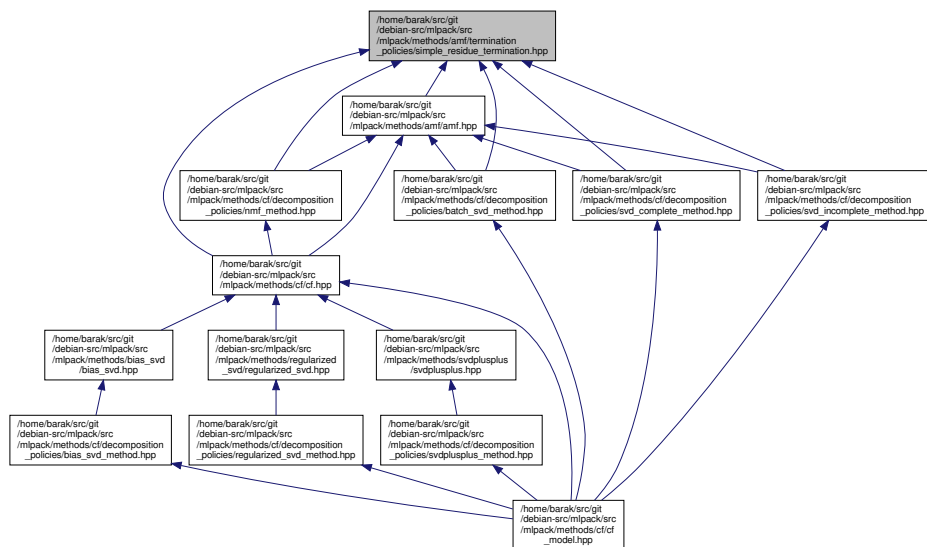 /home/barak/src/git
/debian-src/mlpack/src
/mlpack/methods/amf/termination
_policies/simple_residue_termination.hpp
/home/barak/src/git
/debian-src/mlpack/src
/mlpack/methods/amf/amf.hpp
/home/barak/src/git
/debian-src/mlpack/src
/mlpack/methods/cf/decomposition
_policies/nmf_method.hpp
/home/barak/src/git
/debian-src/mlpack/src
/mlpack/methods/cf/decomposition
_policies/batch_svd_method.hpp
/home/barak/src/git
/debian-src/mlpack/src
/mlpack/methods/cf/decomposition
_policies/svd_complete_method.hpp
/home/barak/src/git
/debian-src/mlpack/src
/mlpack/methods/cf/decomposition
_policies/svd_incomplete_method.hpp
/home/barak/src/git
/debian-src/mlpack/src
/mlpack/methods/cf/cf.hpp
/home/barak/src/git
/debian-src/mlpack/src
/mlpack/methods/bias_svd
/bias_svd.hpp
/home/barak/src/git
/debian-src/mlpack/src
/mlpack/methods/regularized
_svd/regularized_svd.hpp
/home/barak/src/git
/debian-src/mlpack/src
/mlpack/methods/svdplusplus
/svdplusplus.hpp
/home/barak/src/git
/debian-src/mlpack/src
/mlpack/methods/cf/decomposition
_policies/bias_svd_method.hpp
/home/barak/src/git
/debian-src/mlpack/src
/mlpack/methods/cf/decomposition
_policies/regularized_svd_method.hpp
/home/barak/src/git
/debian-src/mlpack/src
/mlpack/methods/cf/decomposition
_policies/svdplusplus_method.hpp
/home/barak/src/git
/debian-src/mlpack/src
/mlpack/methods/cf/cf
_model.hpp